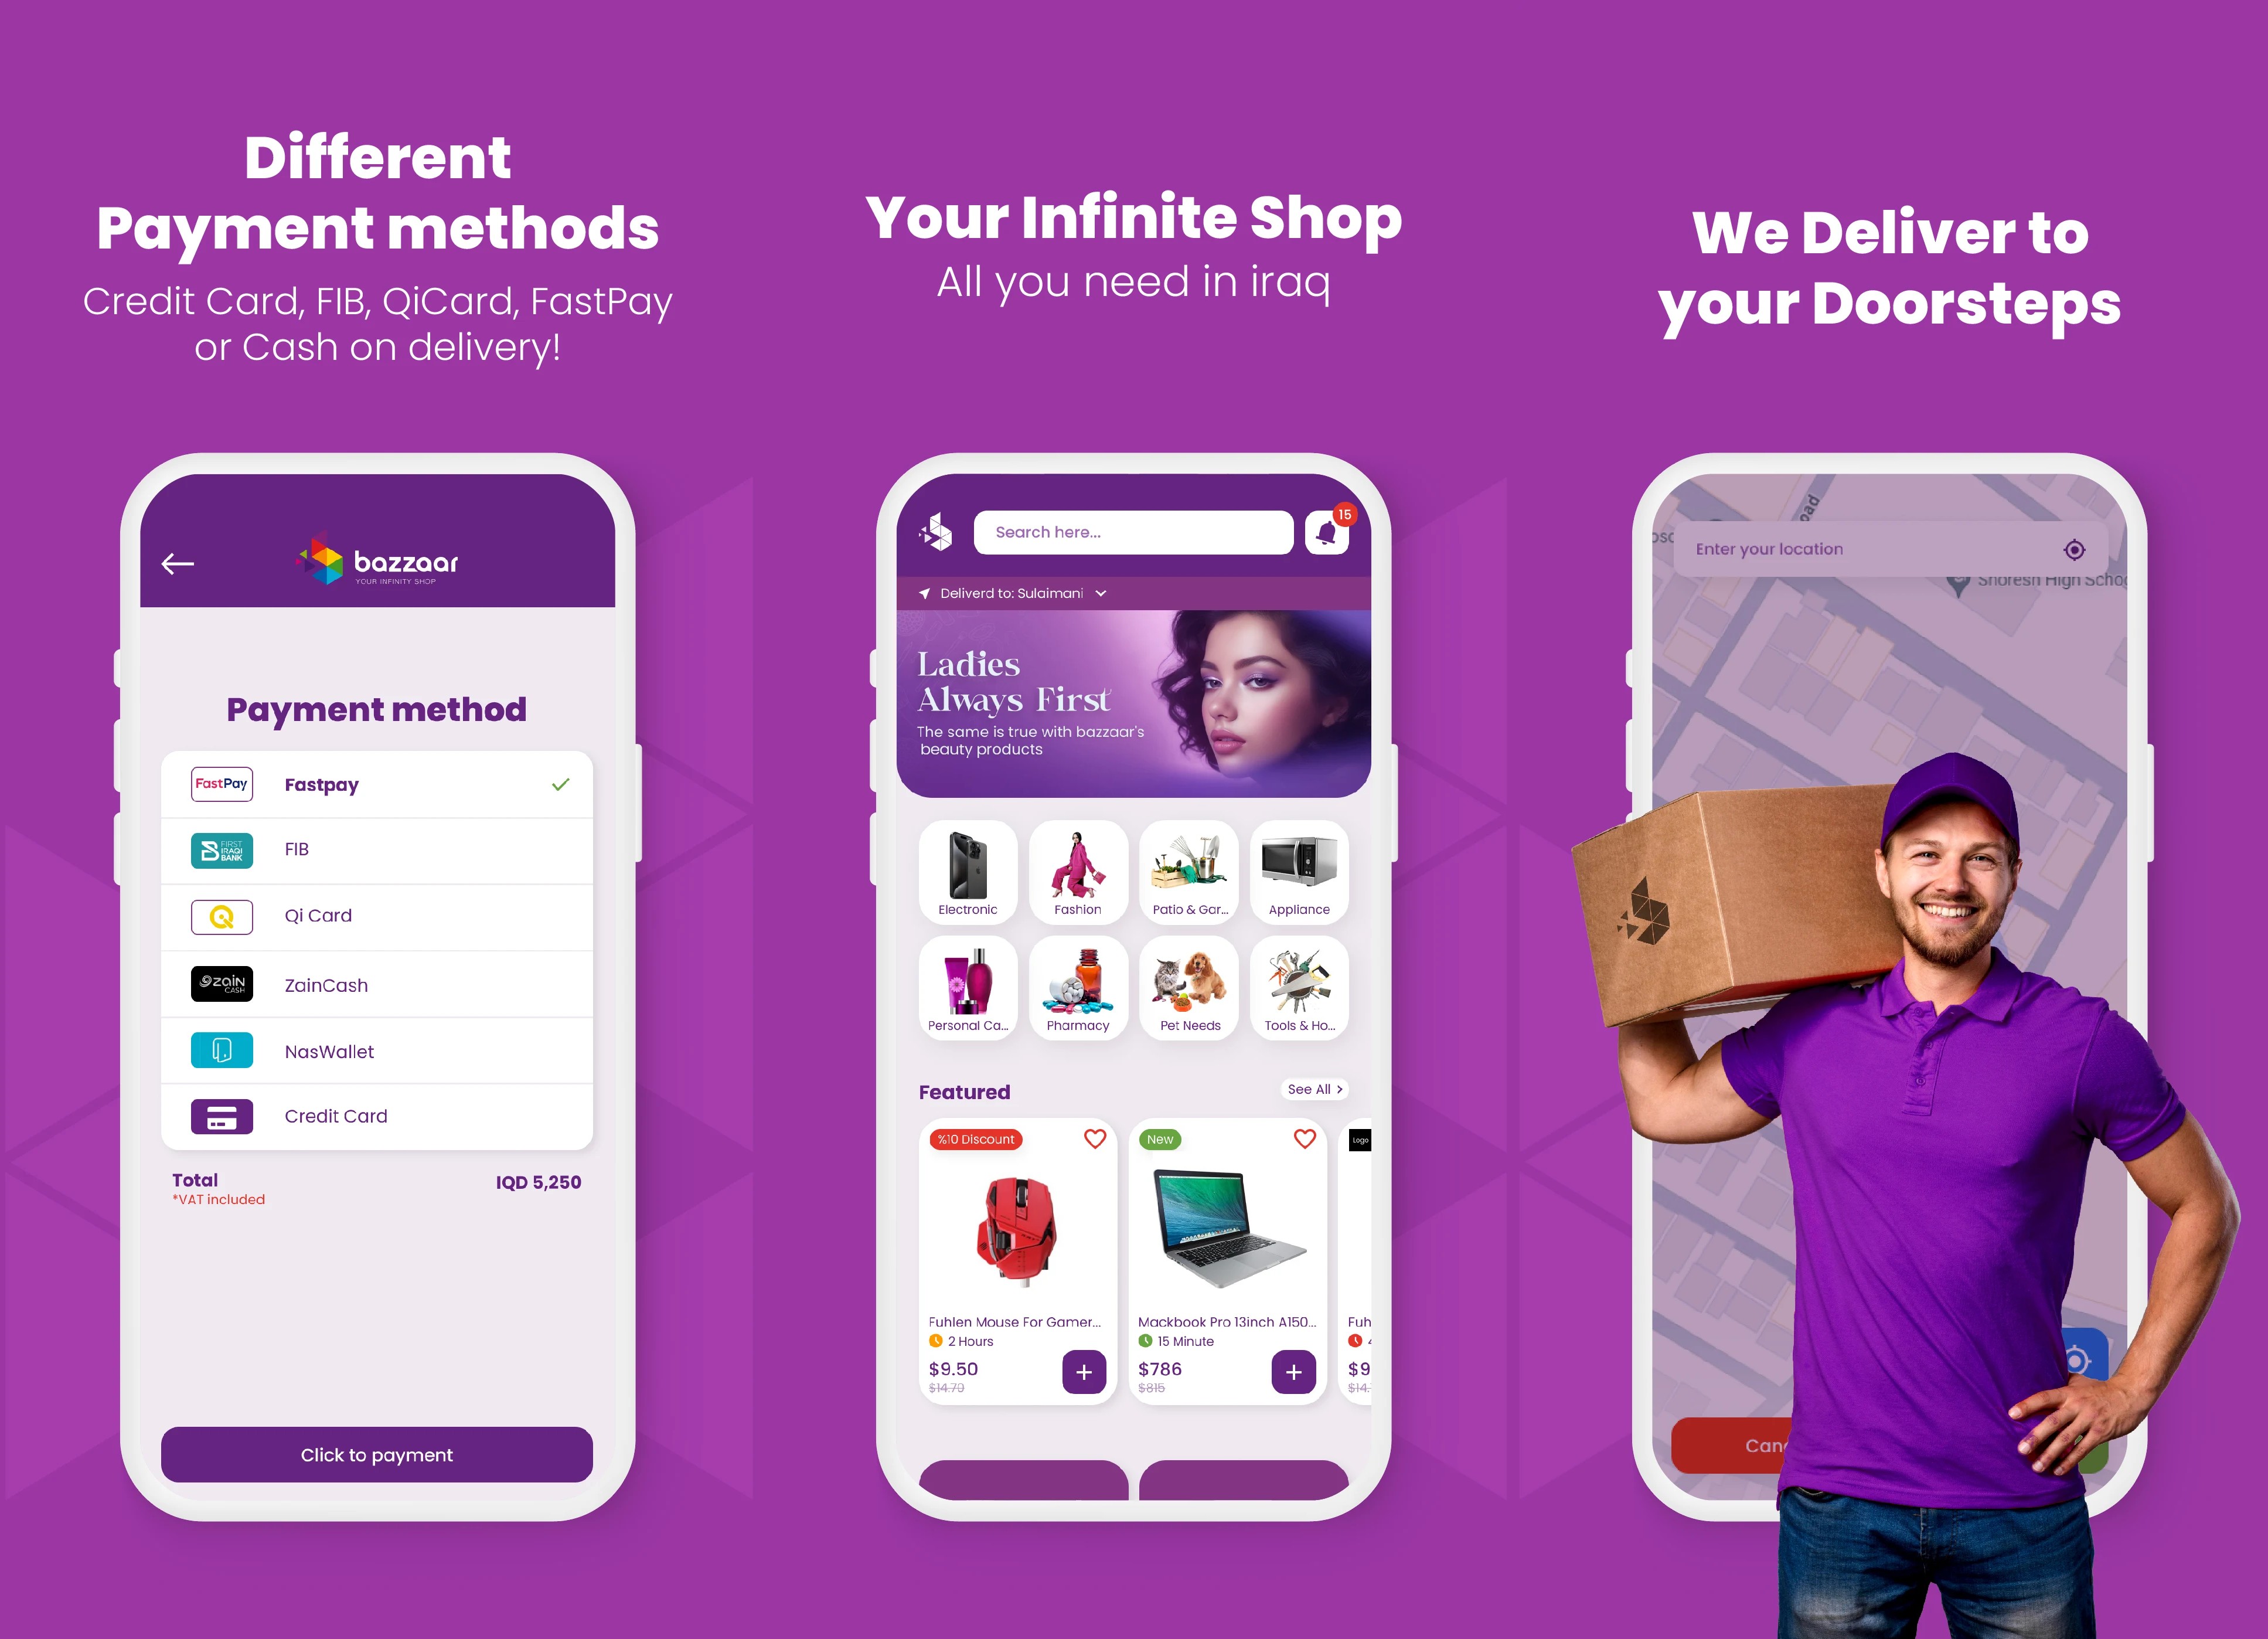 Different
Payment methods
Credit Card, FIB, QiCard, FastPay
or Cash on delivery!
bazzaar
YOUR INFINITY SHOP
Payment method
FastPay
Fastpay
FIRST
IRAQI
BANK
FIB
Qi Card
zain
CASH
ZainCash
NasWallet
Credit Card
Total
IQD 5,250
*VAT included
Click to payment
Your Infinite Shop
All you need in iraq
Search here...
15
Deliverd to: Sulaimani
Ladies
Always First
The same is true with bazzaar's
beauty products
Electronic
Fashion
Patio & Gar...
Appliance
Personal Ca...
Pharmacy
Pet Needs
Tools & Ho...
Featured
See All >
%10 Discount
New
Logo
Fuhlen Mouse For Gamer...
2 Hours
$9.50
$14.70
Mackbook Pro 13inch A150...
15 Minute
$786
$815
Fuh
4
$9
$14.
We Deliver to
your Doorsteps
oad
Enter your location
Shoresh High Schoo
Canc